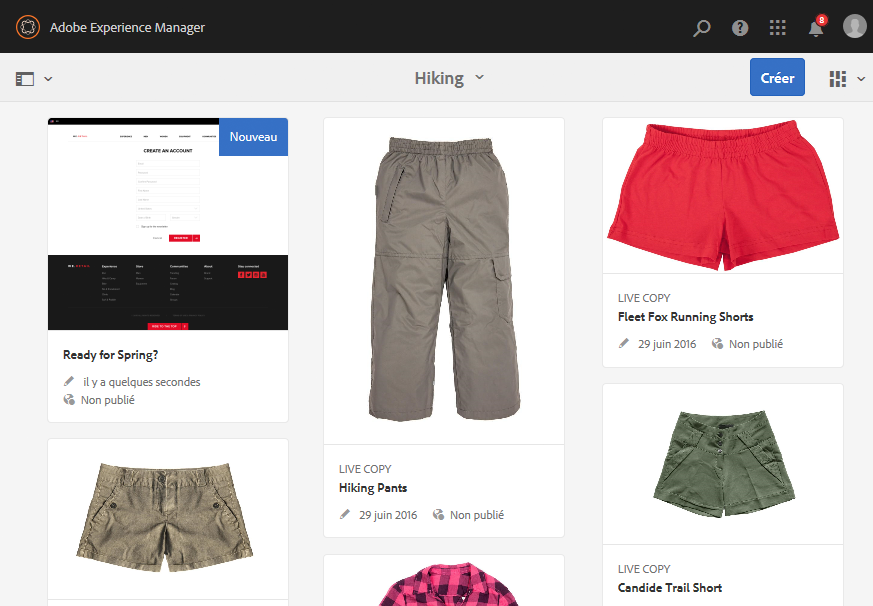 Adobe Experience Manager
8
Hiking
Créer
Nouveau
CREATE AN ACCOUNT
Ready for Spring?
il y a quelques secondes
Non publié
LIVE COPY
Hiking Pants
29 juin 2016 Non publié
LIVE COPY
Fleet Fox Running Shorts
29 juin 2016 Non publié
LIVE COPY
Candide Trail Short